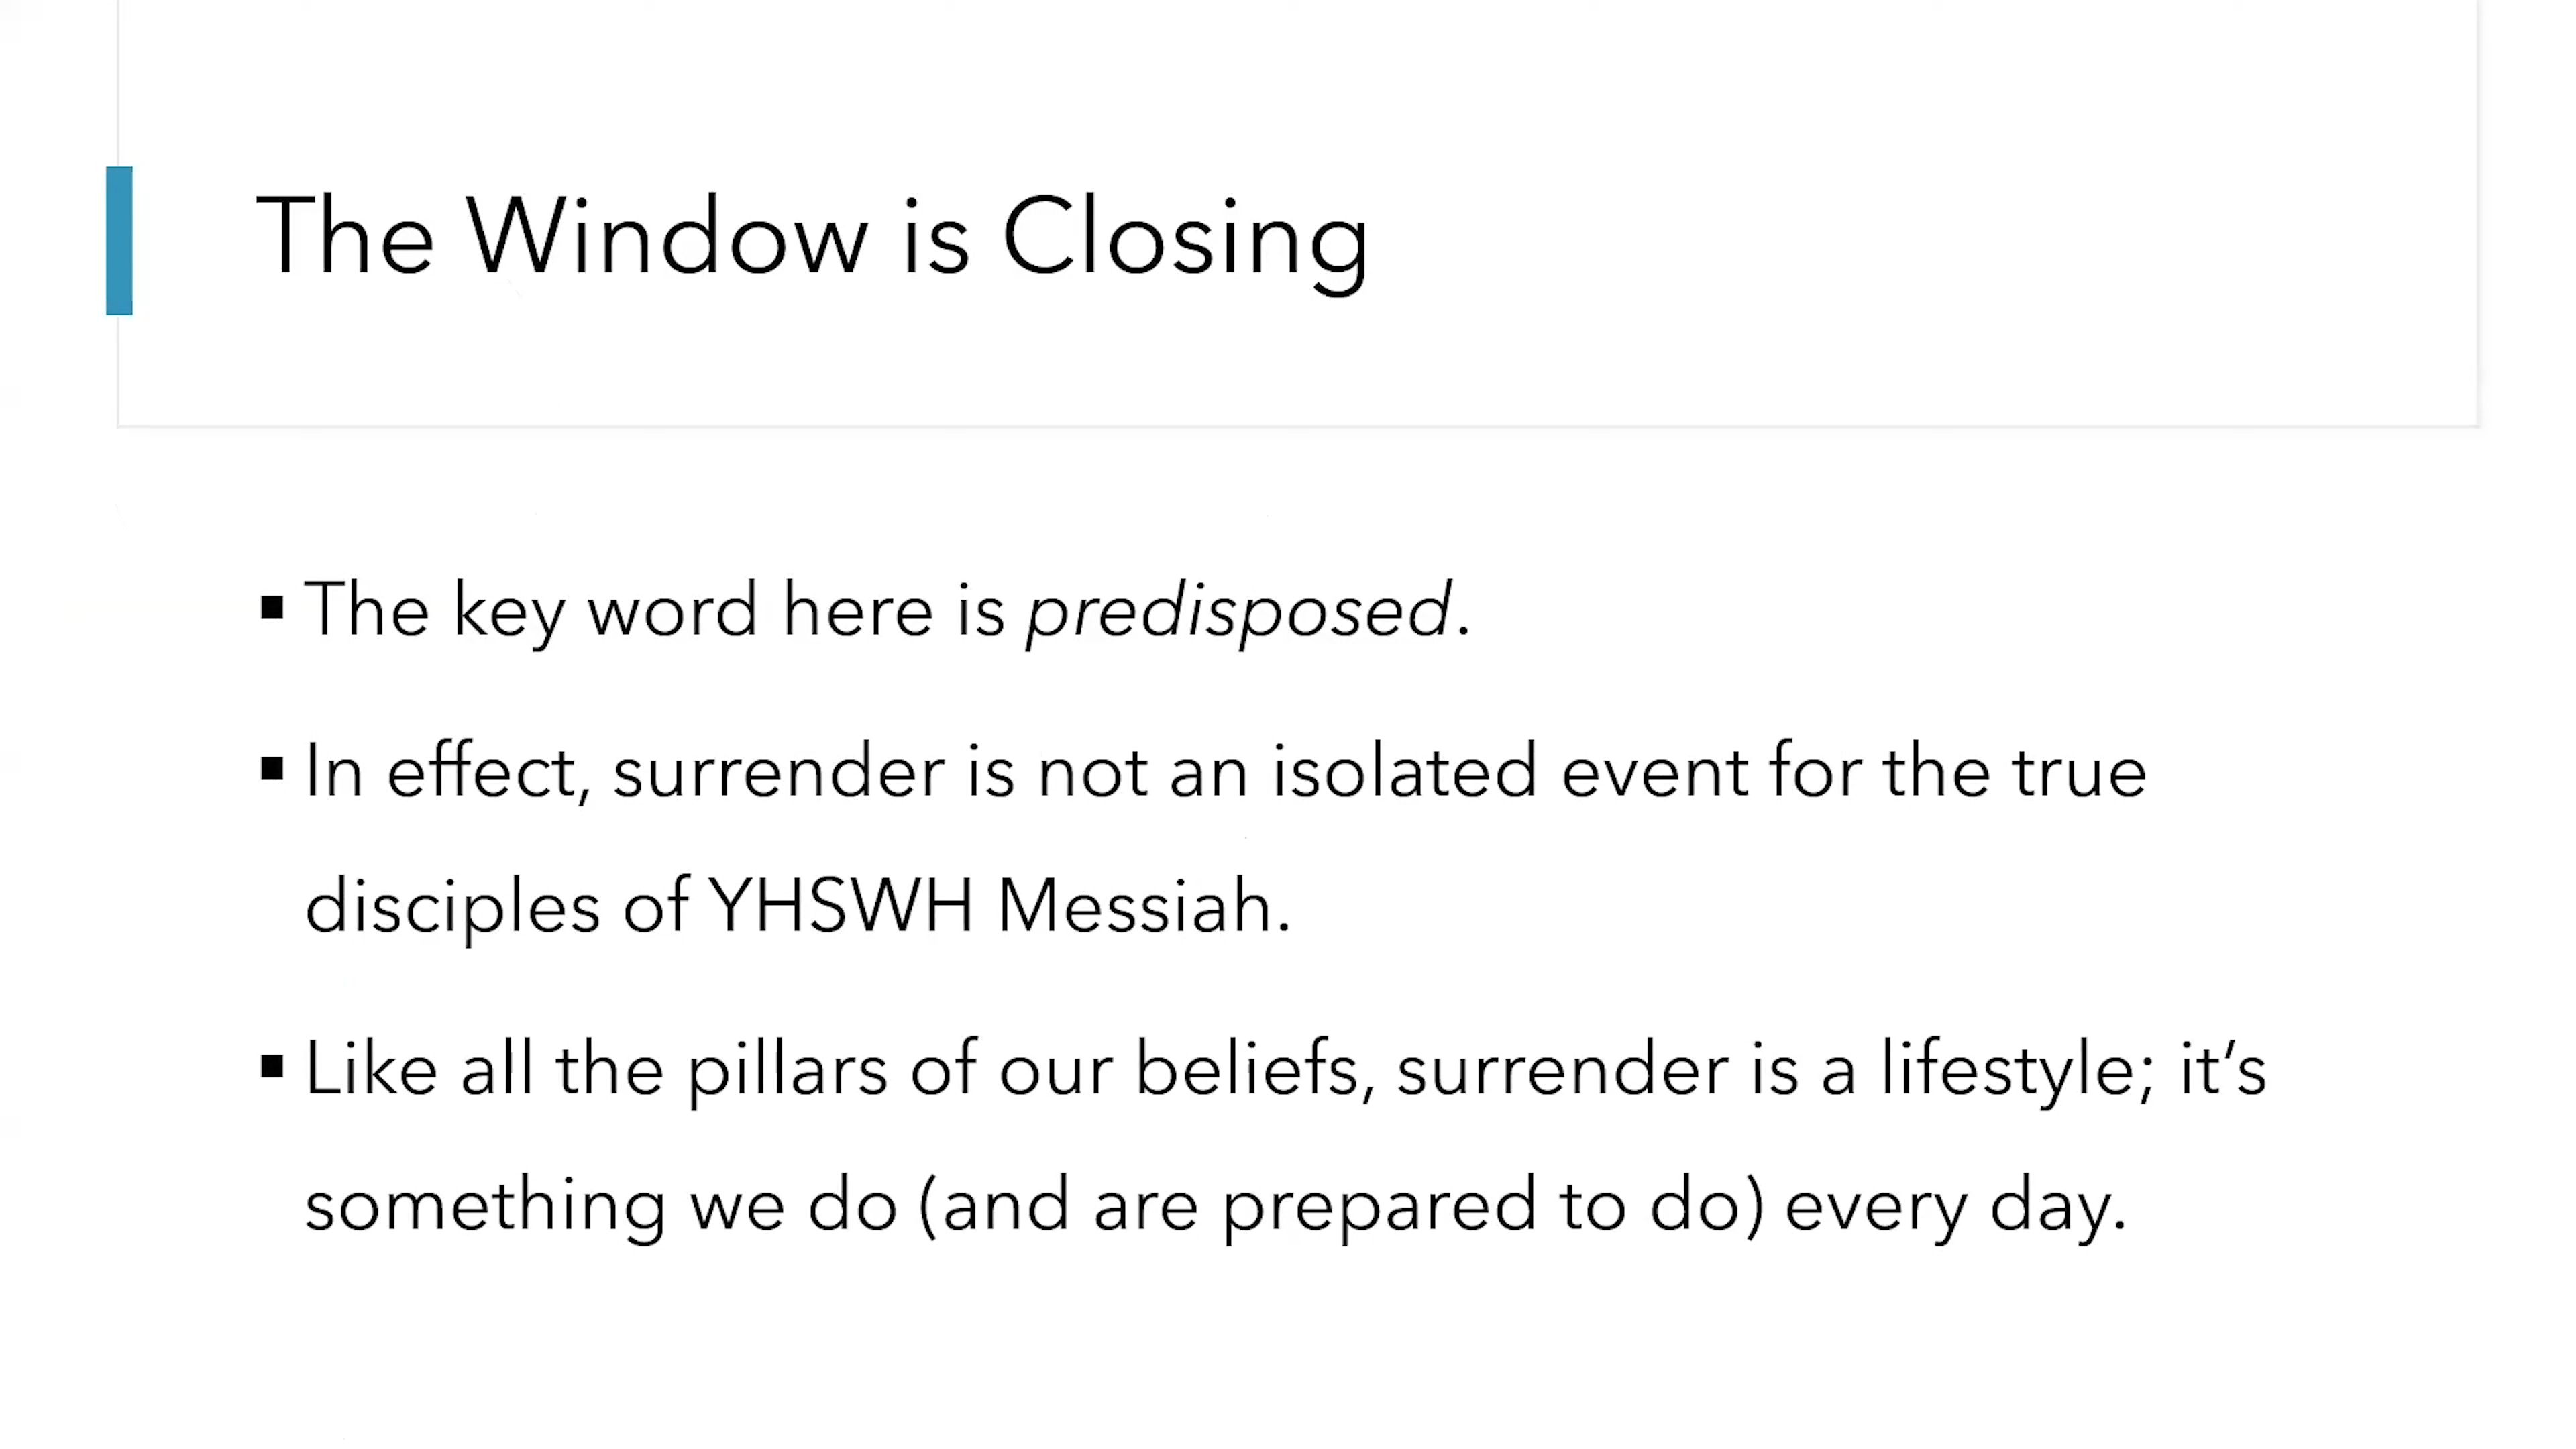 The Window is Closing
▪ The key word here is predisposed.
▪ In effect, surrender is not an isolated event for the true
disciples of YHSWH Messiah.
▪ Like all the pillars of our beliefs, surrender is a lifestyle; it’s
something we do (and are prepared to do) every day.